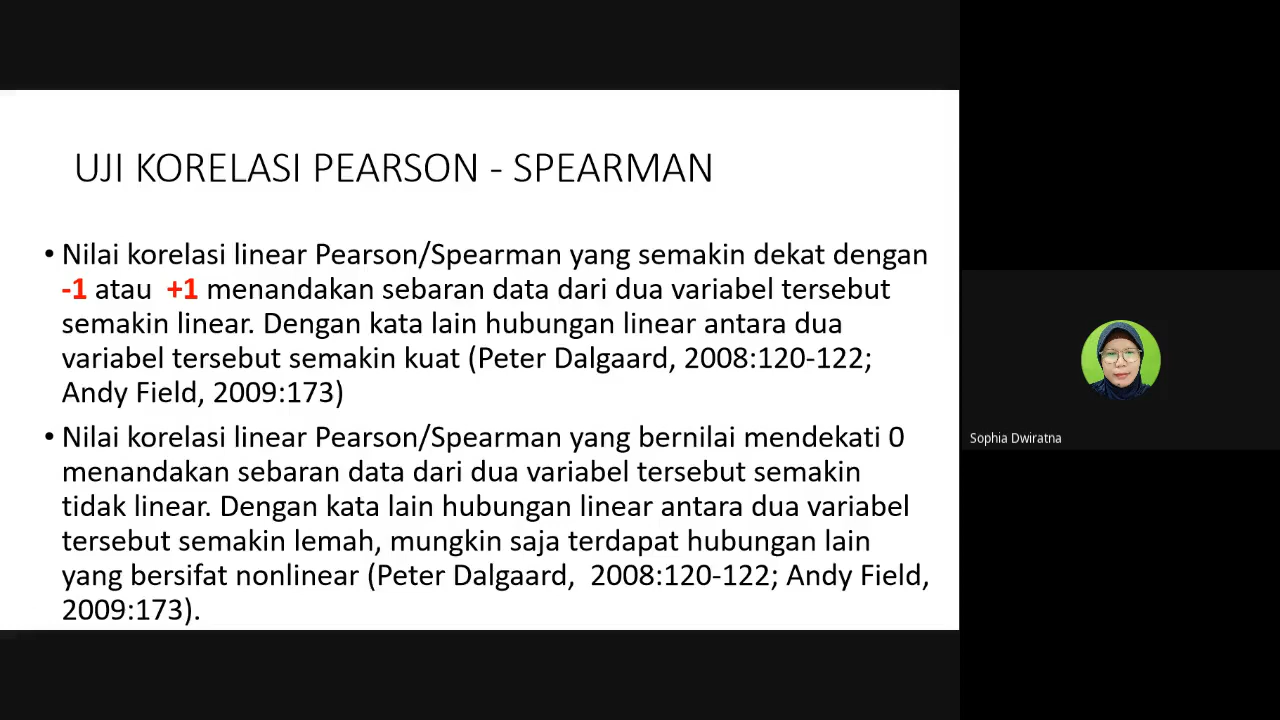 UJI KORELASI PEARSON - SPEARMAN
• Nilai korelasi linear Pearson/Spearman yang semakin dekat dengan
-1 atau +1 menandakan sebaran data dari dua variabel tersebut
semakin linear. Dengan kata lain hubungan linear antara dua
variabel tersebut semakin kuat (Peter Dalgaard, 2008:120-122;
Andy Field, 2009:173)
• Nilai korelasi linear Pearson/Spearman yang bernilai mendekati 0
menandakan sebaran data dari dua variabel tersebut semakin
tidak linear. Dengan kata lain hubungan linear antara dua variabel
tersebut semakin lemah, mungkin saja terdapat hubungan lain
yang bersifat nonlinear (Peter Dalgaard, 2008:120-122; Andy Field,
2009:173).
Sophia Dwiratna